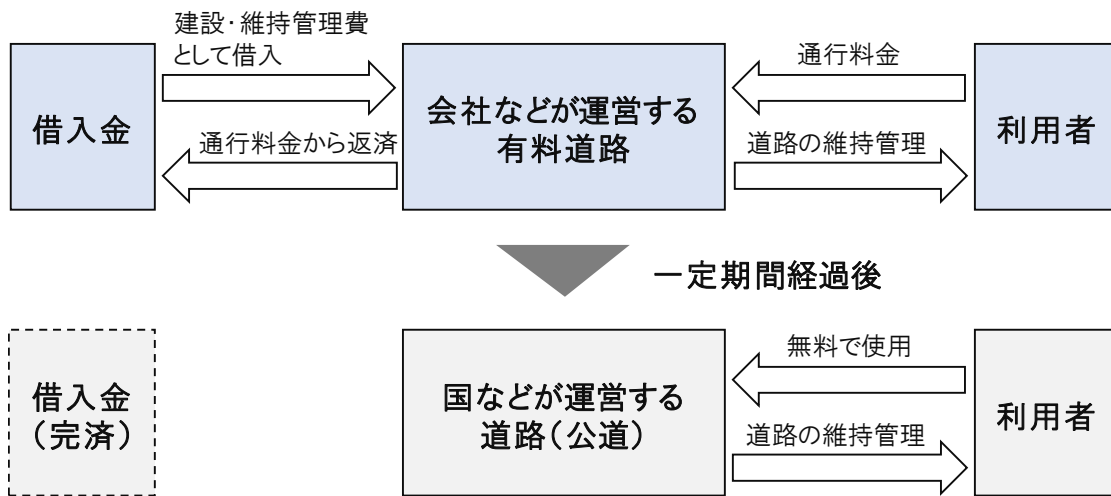 建設・維持管理費
として借入
借入金
通行料金から返済
会社などが運営する
有料道路
通行料金
道路の維持管理
利用者
一定期間経過後
借入金
（完済）
国などが運営する
道路（公道）
無料で使用
道路の維持管理
利用者